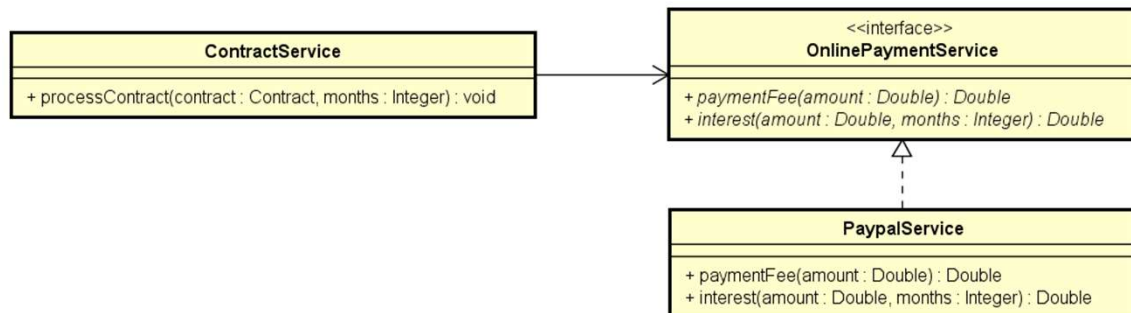 ContractService
+ processContract(contract : Contract, months : Integer) : void
<<interface>>
OnlinePaymentService
+ paymentFee(amount : Double) : Double
+ interest(amount : Double, months : Integer) : Double
PaypalService
+ paymentFee(amount : Double) : Double
+ interest(amount : Double, months : Integer) : Double